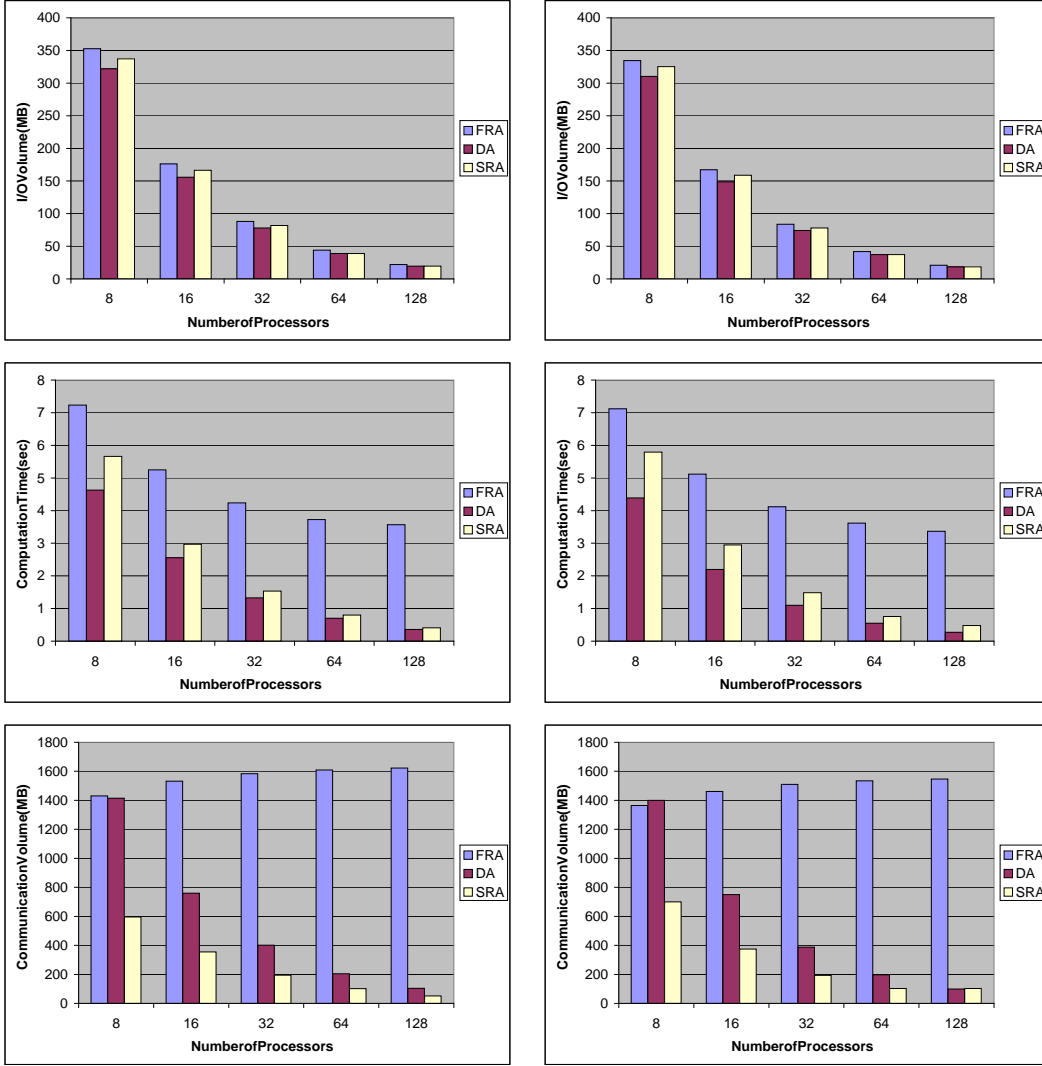 400
350
300
250
200
150
100
50
0
I/OVolume(MB)
8 16 32 64 128
NumberofProcessors
FRA
DA
SRA
400
350
300
250
200
150
100
50
0
I/OVolume(MB)
8 16 32 64 128
NumberofProcessors
FRA
DA
SRA
8
7
6
5
4
3
2
1
0
ComputationTime(sec)
8 16 32 64 128
NumberofProcessors
FRA
DA
SRA
8
7
6
5
4
3
2
1
0
ComputationTime(sec)
8 16 32 64 128
NumberofProcessors
FRA
DA
SRA
1800
1600
1400
1200
1000
800
600
400
200
0
CommunicationVolume(MB)
8 16 32 64 128
NumberofProcessors
FRA
DA
SRA
1800
1600
1400
1200
1000
800
600
400
200
0
CommunicationVolume(MB)
8 16 32 64 128
NumberofProcessors
FRA
DA
SRA